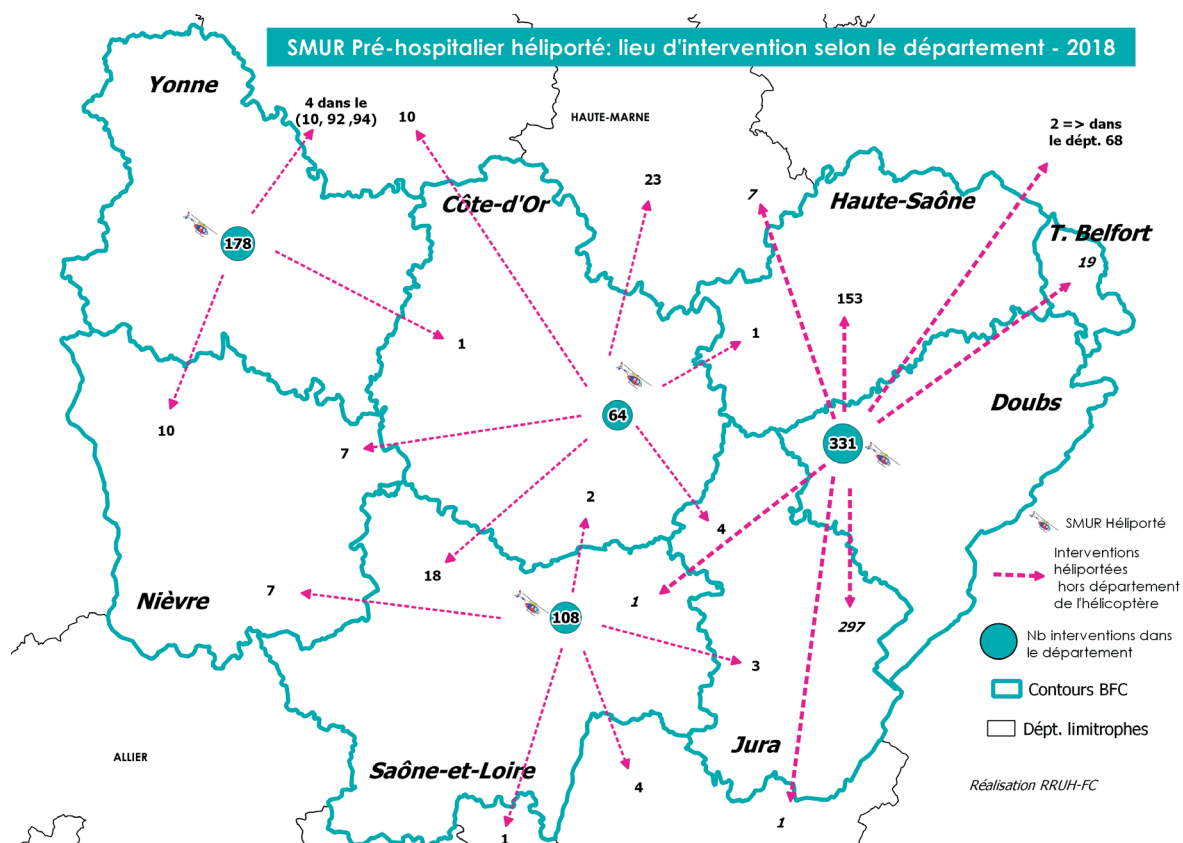 SMUR Pré-hospitalier héliporté: lieu d'intervention selon le département - 2018
Yonne
4 dans le
(10, 92 ,94)
10
HAUTE-MARNE
2 => dans
le dépt. 68
23
7
Côte-d'Or
Haute-Saône
T. Belfort
19
178
153
1
1
Doubs
64
331
10
7
2
4
SMUR Héliporté
Interventions
héliportées
hors département
de l'hélicoptère
18
7
Nièvre
1
108
297
Nb interventions dans
le département
3
Contours BFC
Dépt. limitrophes
Jura
ALLIER
Saône-et-Loire
4
Réalisation RRUH-FC
1
1